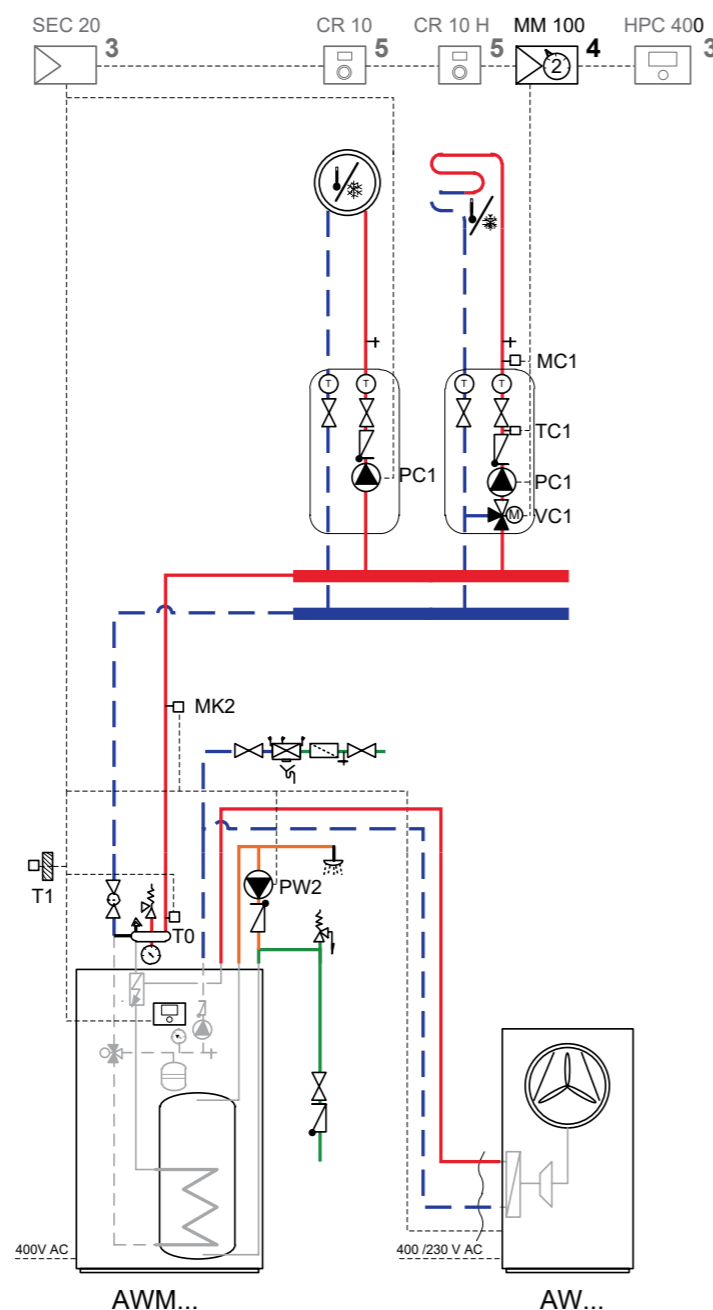 SEC 20
3
CR 10
5
CR 10 H
5
MM 100
2
4
HPC 400
3
T
T
T
T
MC1
TC1
PC1
PC1
M
VC1
MK2
T1
T0
PW2
400V AC
400 /230 V AC
AWM...
AW...